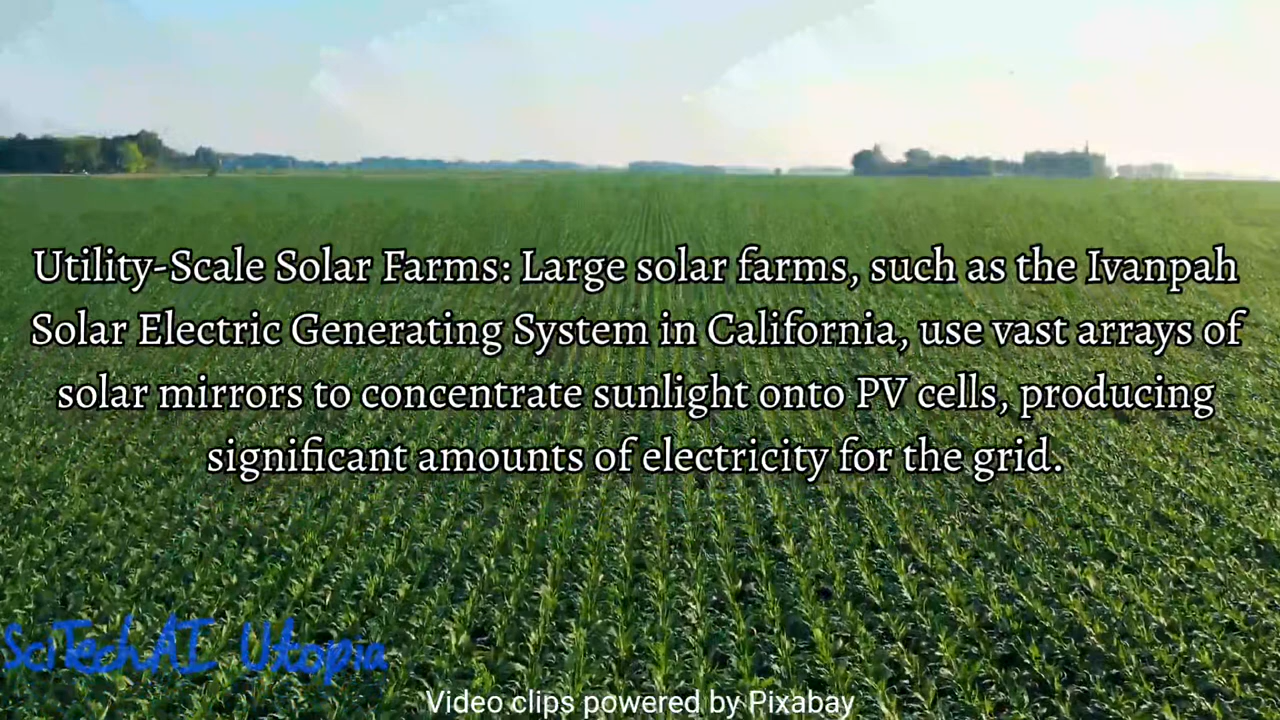 Utility-Scale Solar Farms: Large solar farms, such as the Ivanpah
Solar Electric Generating System in California, use vast arrays of
solar mirrors to concentrate sunlight onto PV cells, producing
significant amounts of electricity for the grid.
SciTechAI Utopia
Video clips powered by Pixabay